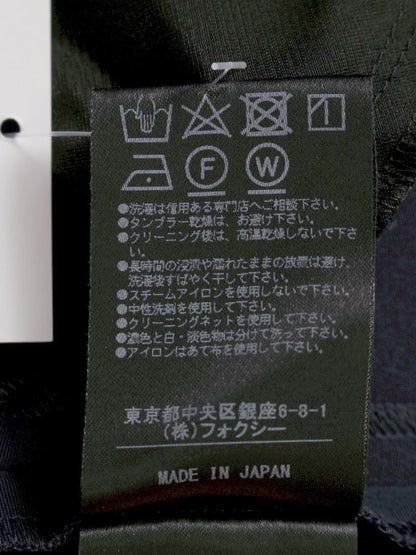 F W
●洗濯は信用ある専門店へご相談下さい。
●タンブラー乾燥は、お避け下さい。
●クリーニング後は、高温乾燥しないで下さ
い。
●長時間の浸漬や濡れたままの放置は避け、
洗濯後すばやく干して下さい。
●スチームアイロンを使用しないで下さい。
●中性洗剤を使用して下さい。
●クリーニングネットを使用して下さい。
●濃色と白・淡色物は分けて洗って下さい。
●アイロンはあて布を使用して下さい。
東京都中央区銀座6-8-1
(株)フォクシー
MADE IN JAPAN